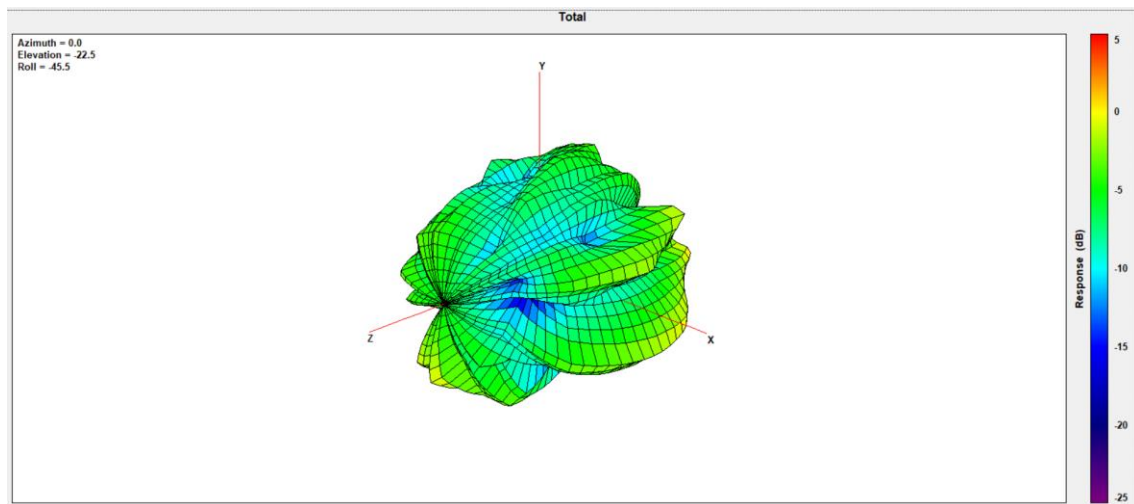 Total
Azimuth = 0.0
Elevation = -22.5
Roll = -45.5
Y
Z
X
5
0
-5
-10
-15
-20
-25
Response (dB)